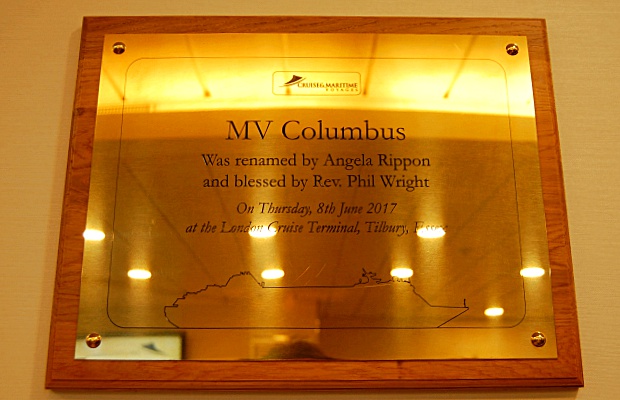 CRUISE & MARITIME
VOYAGES
MV Columbus
Was renamed by Angela Rippon
and blessed by Rev. Phil Wright
On Thursday, 8th June 2017
at the London Cruise Terminal, Tilbury, Essex